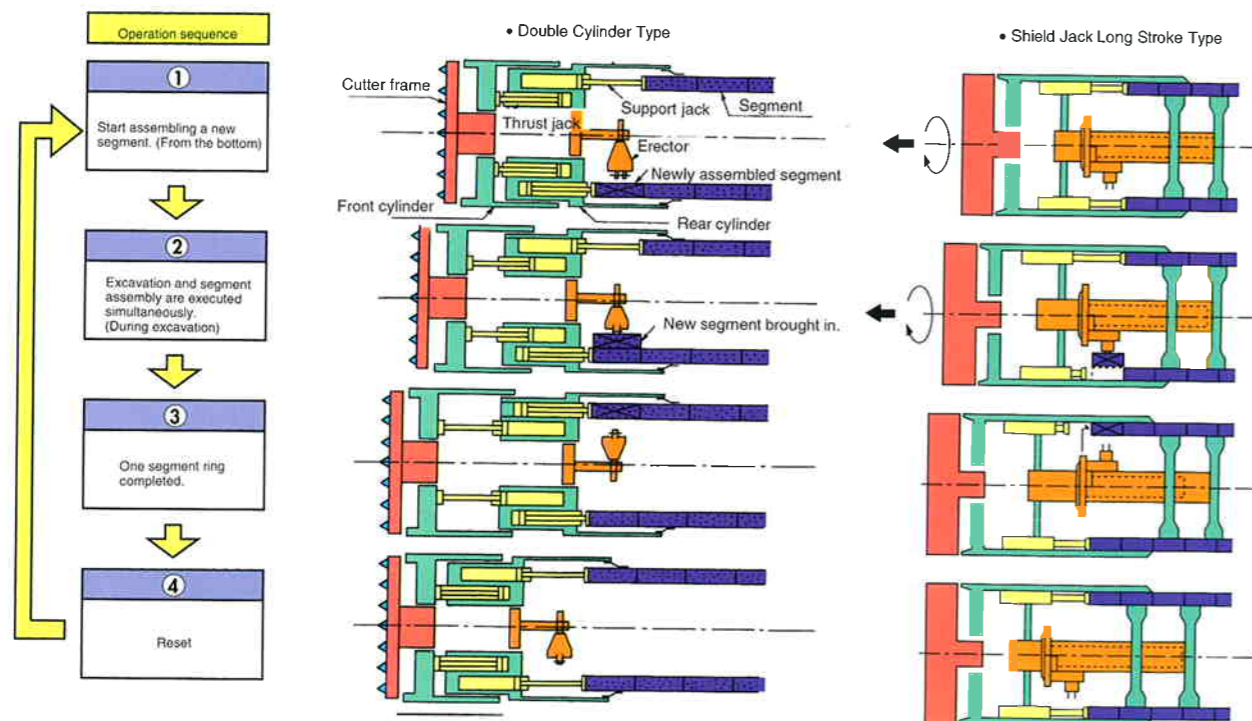 Operation sequence
1
Start assembling a new
segment. (From the bottom)
2
Excavation and segment
assembly are executed
simultaneously.
(During excavation)
3
One segment ring
completed.
4
Reset
• Double Cylinder Type
Cutter frame
Support jack
Segment
Thrust jack
Erector
Newly assembled segment
Front cylinder
Rear cylinder
New segment brought in.
• Shield Jack Long Stroke Type